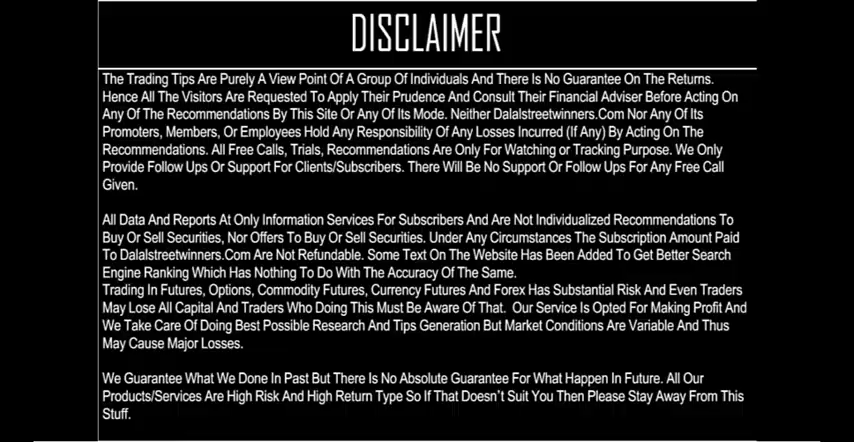 DISCLAIMER
The Trading Tips Are Purely A View Point Of A Group Of Individuals And There Is No Guarantee On The Returns.
Hence All The Visitors Are Requested To Apply Their Prudence And Consult Their Financial Adviser Before Acting On
Any Of The Recommendations By This Site Or Any Of Its Mode. Neither Dalalstreetwinners.Com Nor Any Of Its
Promoters, Members, Or Employees Hold Any Responsibility Of Any Losses Incurred (If Any) By Acting On The
Recommendations. All Free Calls, Trials, Recommendations Are Only For Watching or Tracking Purpose. We Only
Provide Follow Ups Or Support For Clients/Subscribers. There Will Be No Support Or Follow Ups For Any Free Call
Given.
All Data And Reports At Only Information Services For Subscribers And Are Not Individualized Recommendations To
Buy Or Sell Securities, Nor Offers To Buy Or Sell Securities. Under Any Circumstances The Subscription Amount Paid
To Dalalstreetwinners.Com Are Not Refundable. Some Text On The Website Has Been Added To Get Better Search
Engine Ranking Which Has Nothing To Do With The Accuracy Of The Same.
Trading In Futures, Options, Commodity Futures, Currency Futures And Forex Has Substantial Risk And Even Traders
May Lose All Capital And Traders Who Doing This Must Be Aware Of That. Our Service Is Opted For Making Profit And
We Take Care Of Doing Best Possible Research And Tips Generation But Market Conditions Are Variable And Thus
May Cause Major Losses.
We Guarantee What We Done In Past But There Is No Absolute Guarantee For What Happen In Future. All Our
Products/Services Are High Risk And High Return Type So If That Doesn't Suit You Then Please Stay Away From This
Stuff.